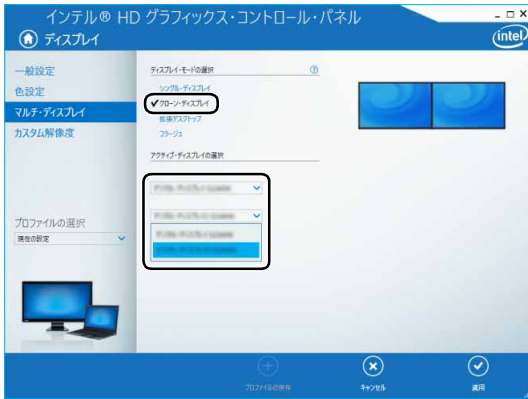 インテル® HD グラフィックス・コントロール・パネル
ディスプレイ
intel
一般設定
色設定
マルチ・ディスプレイ
カスタム解像度
プロファイルの選択
現在の設定
ディスプレイ・モードの選択
?
シングル・ディスプレイ
✓クローン・ディスプレイ
拡張デスクトップ
コラージュ
アクティブ・ディスプレイの選択
プロファイルの保存
キャンセル
適用